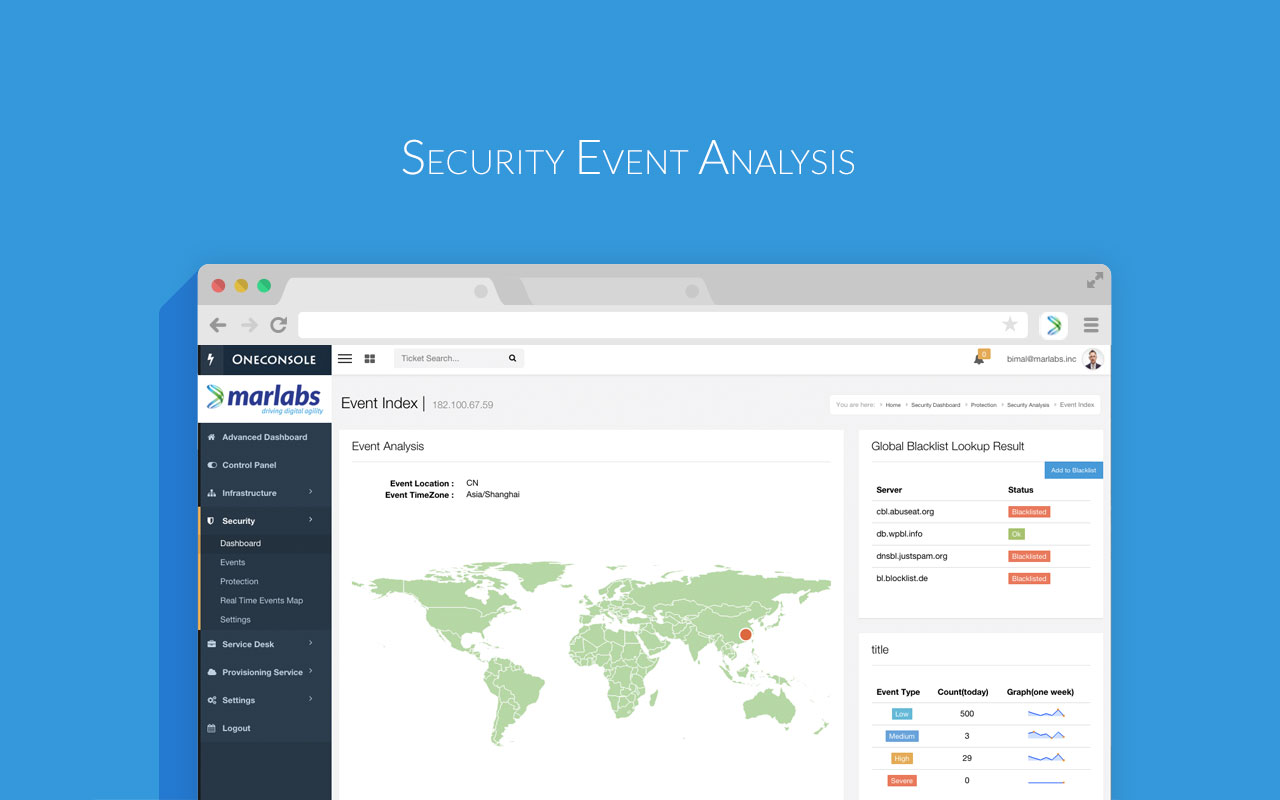 Security Event Analysis
Oneconsole
Ticket Search...
0
bimal@marlabs.inc
marlabs
driving digital agility
Event Index | 182.100.67.59
You are here: Home Security Dashboard Protection Security Analysis Event Index
Advanced Dashboard
Control Panel
Infrastructure
Security
Dashboard
Events
Protection
Real Time Events Map
Settings
Service Desk
Provisioning Service
Settings
Logout
Event Analysis
Event Location : CN
Event TimeZone : Asia/Shanghai
Global Blacklist Lookup Result
Add to Blacklist
Server Status
cbl.abuseat.org Blacklisted
db.wpbl.info Ok
dnsbl.justspam.org Blacklisted
bl.blocklist.de Blacklisted
title
Event Type Count(today) Graph(one week)
Low 500
Medium 3
High 29
Severe 0